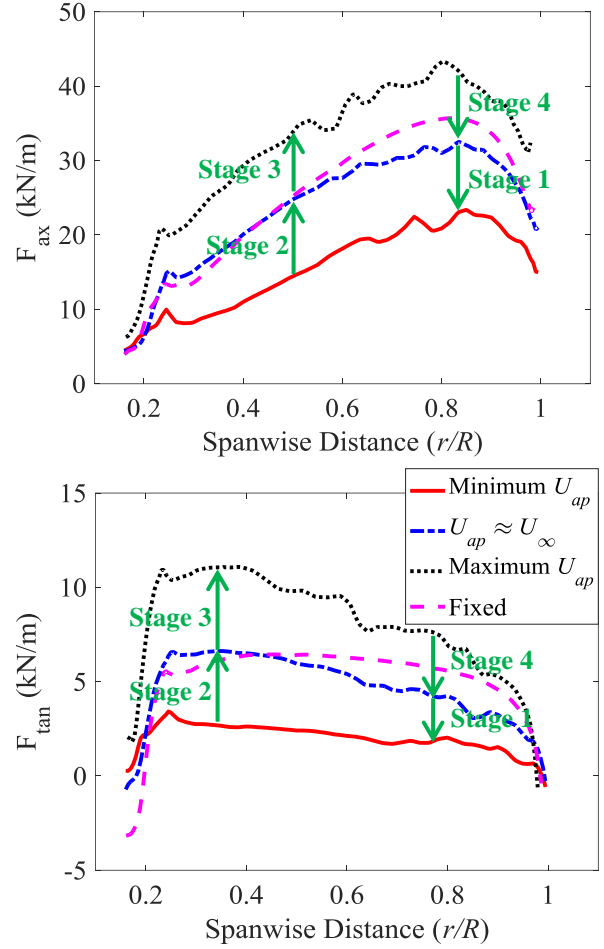 50
40
30
20
10
0
F_ax (kN/m)
Stage 4
Stage 3
Stage 1
Stage 2
0.2 0.4 0.6 0.8 1
Spanwise Distance (r/R)
Minimum U_ap
U_ap ≈ U_∞
Maximum U_ap
Fixed
15
10
5
0
-5
F_tan (kN/m)
Stage 3
Stage 4
Stage 2
Stage 1
0.2 0.4 0.6 0.8 1
Spanwise Distance (r/R)